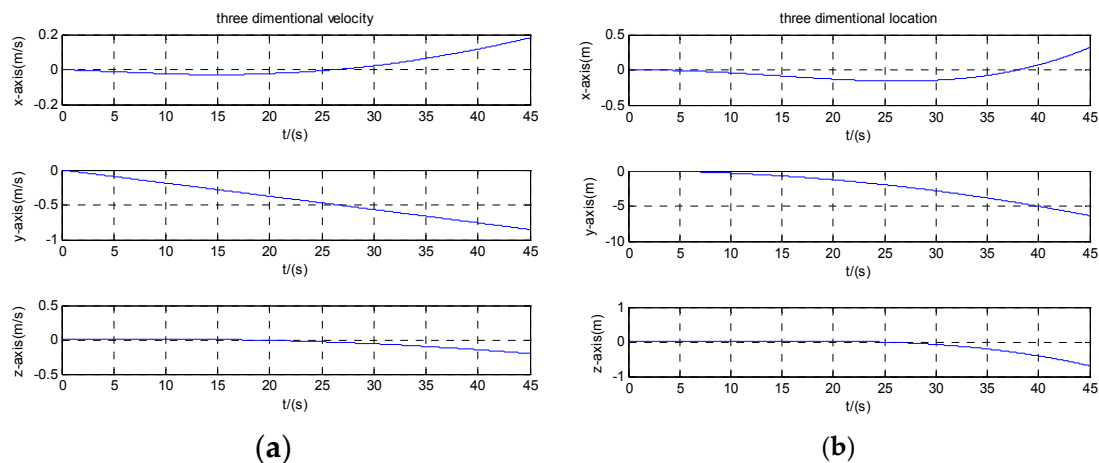 three dimentional velocity
x-axis(m/s)
0.2
0
-0.2
0 5 10 15 20 25 30 35 40 45
t/(s)
y-axis(m/s)
0
-0.5
-1
0 5 10 15 20 25 30 35 40 45
t/(s)
z-axis(m/s)
0.5
0
-0.5
0 5 10 15 20 25 30 35 40 45
t/(s)
(a)
three dimentional location
x-axis(m)
0.5
0
-0.5
0 5 10 15 20 25 30 35 40 45
t/(s)
y-axis(m)
0
-5
-10
0 5 10 15 20 25 30 35 40 45
t/(s)
z-axis(m)
1
0
-1
0 5 10 15 20 25 30 35 40 45
t/(s)
(b)